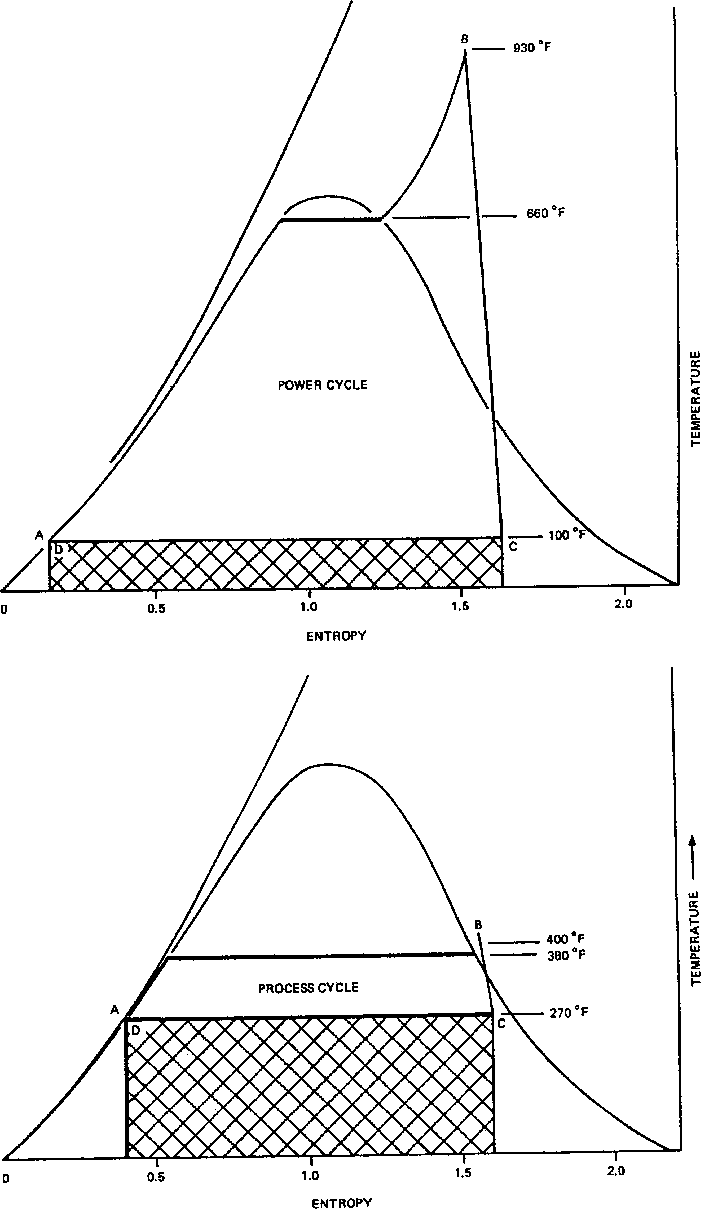 B
930 °F
660 °F
TEMPERATURE
POWER CYCLE
A
D
C
100 °F
0
0.5
1.0
1.5
2.0
ENTROPY
B
400 °F
380 °F
TEMPERATURE
PROCESS CYCLE
A
D
C
270 °F
0
0.5
1.0
1.5
2.0
ENTROPY